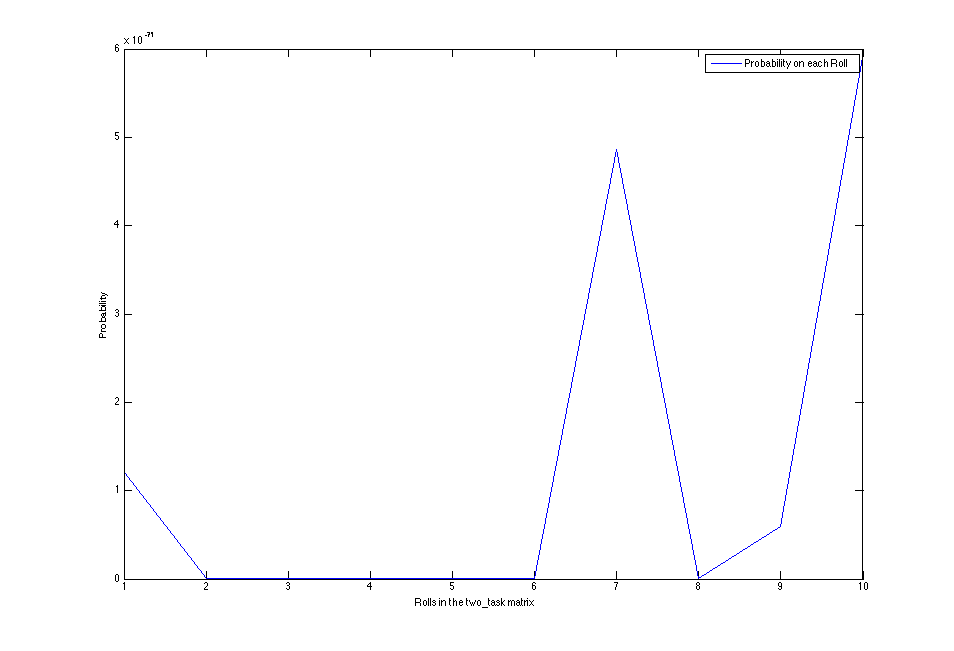 x 10^-71
Probability on each Roll
6
5
4
3
2
1
0
Probability
1 2 3 4 5 6 7 8 9 10
Rolls in the two_task matrix